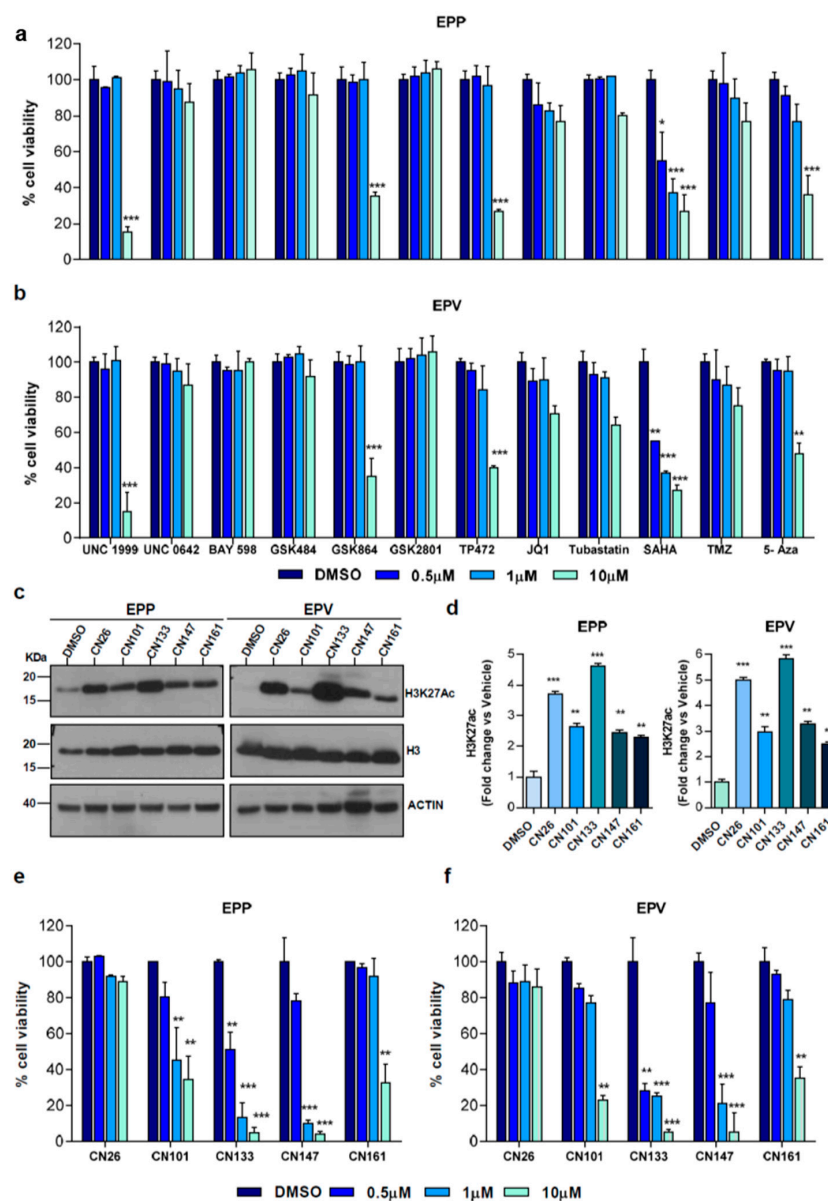 a
EPP
% cell viability
120
100
80
60
40
20
0
***
***
***
*
***
***
***
b
EPV
% cell viability
120
100
80
60
40
20
0
***
***
***
**
***
***
**
UNC 1999 UNC 0642 BAY 598 GSK484 GSK864 GSK2801 TP472 JQ1 Tubastatin SAHA TMZ 5- Aza
DMSO 0.5μM 1μM 10μM
c
EPP EPV
KDa
DMSO CN26 CN101 CN133 CN147 CN161 DMSO CN26 CN101 CN133 CN147 CN161
20
15
H3K27Ac
20
15
H3
40
ACTIN
d
EPP
H3K27ac
(Fold change vs Vehicle)
5
4
3
2
1
0
***
**
***
**
**
DMSO CN26 CN101 CN133 CN147 CN161
EPV
H3K27ac
(Fold change vs Vehicle)
6
5
4
3
2
1
0
***
**
***
**
*
DMSO CN26 CN101 CN133 CN147 CN161
e
EPP
% cell viability
120
100
80
60
40
20
0
**
**
**
***
***
***
***
**
CN26 CN101 CN133 CN147 CN161
f
EPV
% cell viability
120
100
80
60
40
20
0
**
**
***
***
***
***
**
CN26 CN101 CN133 CN147 CN161
DMSO 0.5μM 1μM 10μM